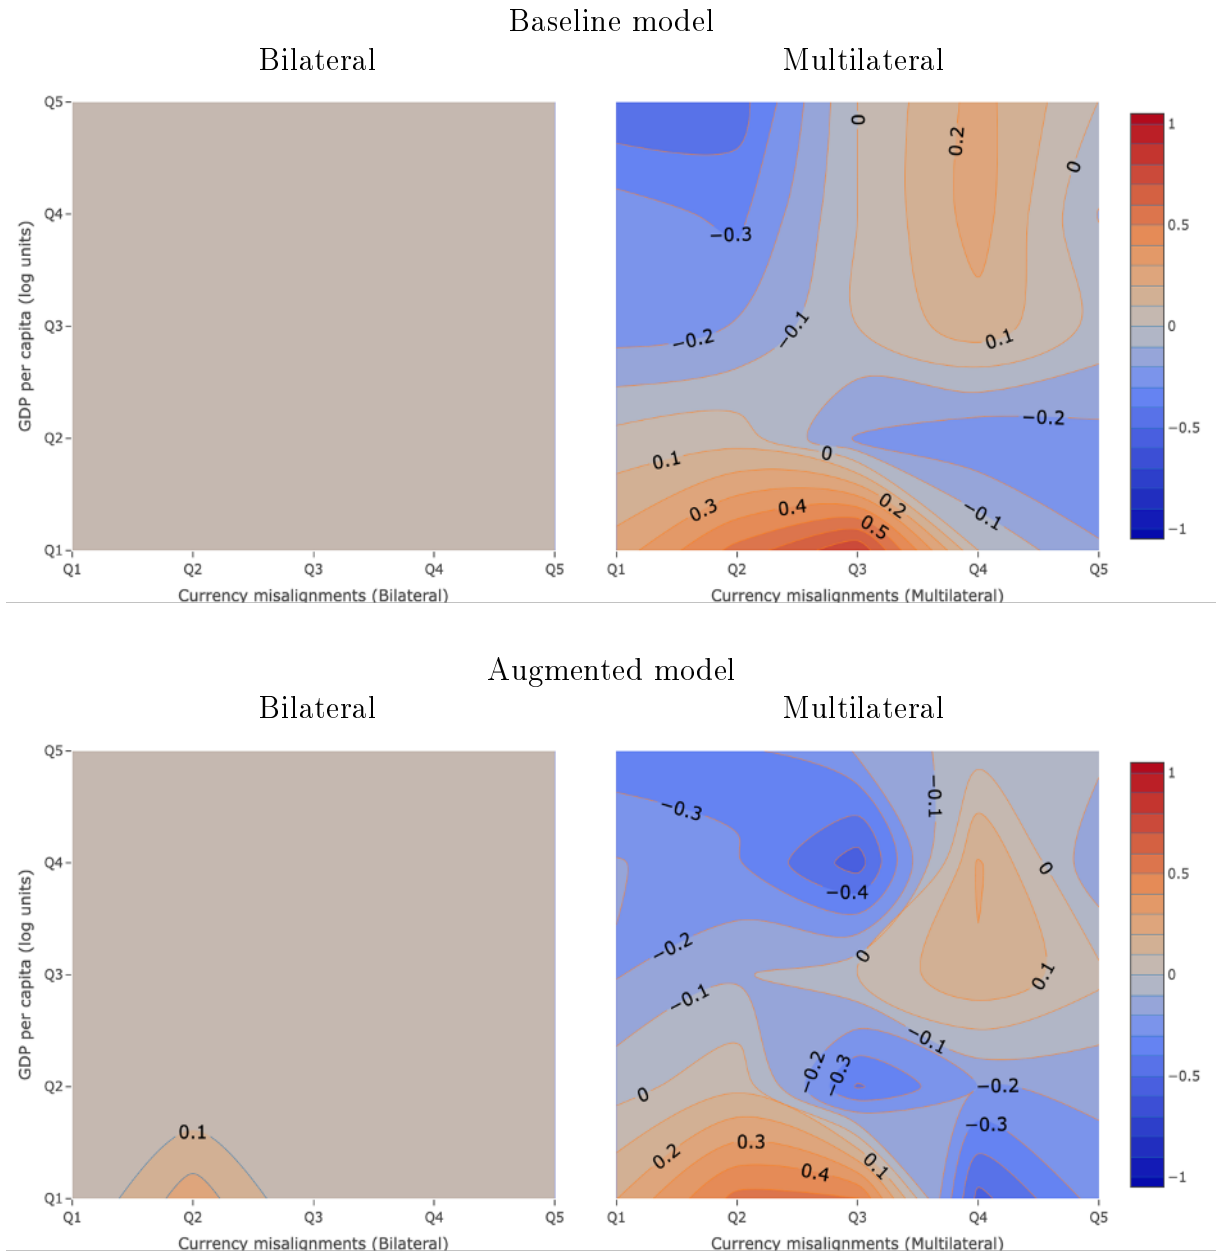 Baseline model
Bilateral Multilateral
Q5
Q4
Q3
Q2
Q1
GDP per capita (log units)
Q1 Q2 Q3 Q4 Q5
Currency misalignments (Bilateral)
0
0.2
0
−0.3
−0.2
−0.1
0.1
−0.2
0
0.1
0.3
0.4
0.2
0.5
−0.1
Q1 Q2 Q3 Q4 Q5
Currency misalignments (Multilateral)
1
0.5
0
−0.5
−1
Augmented model
Bilateral Multilateral
Q5
Q4
Q3
Q2
Q1
GDP per capita (log units)
0.1
Q1 Q2 Q3 Q4 Q5
Currency misalignments (Bilateral)
−0.3
−0.1
0
−0.4
−0.2
0
0.1
−0.1
−0.1
−0.2
−0.3
−0.2
0
−0.3
0.3
0.2
0.4
0.1
Q1 Q2 Q3 Q4 Q5
Currency misalignments (Multilateral)
1
0.5
0
−0.5
−1